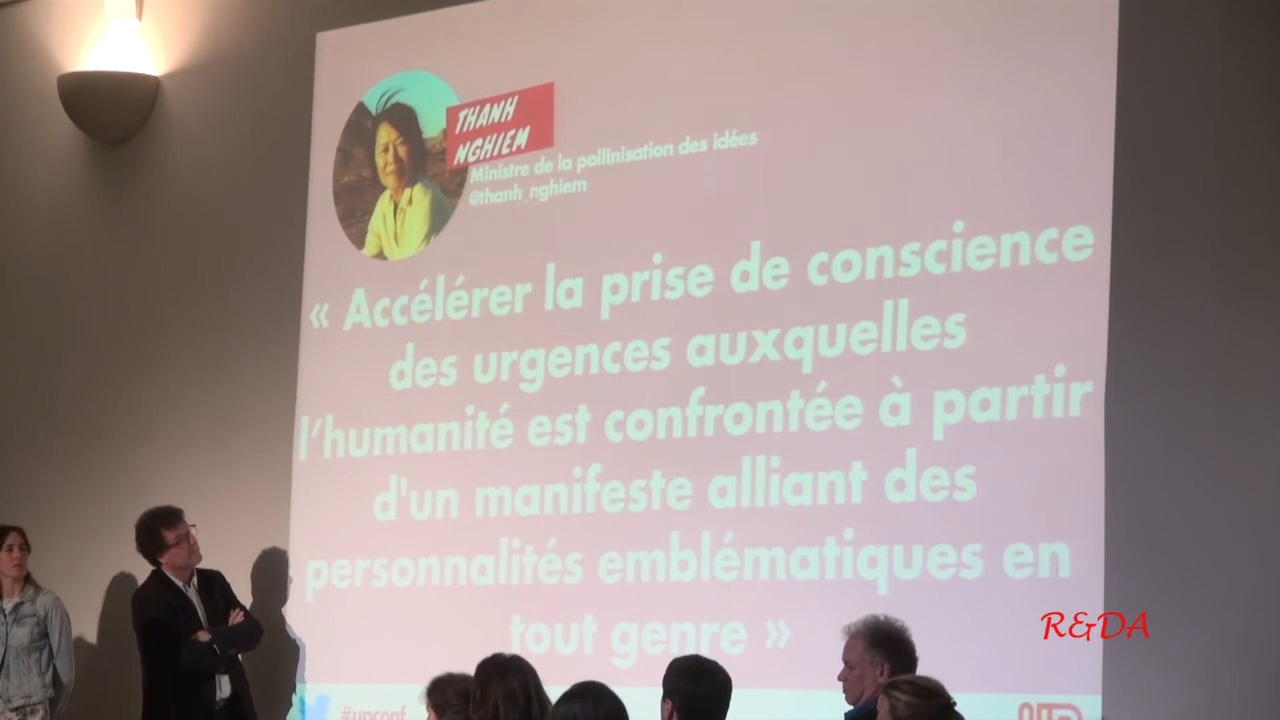 THANH
NGHIEM
Ministre de la pollinisation des idées
@thanh_nghiem
« Accélérer la prise de conscience
des urgences auxquelles
l'humanité est confrontée à partir
d'un manifeste alliant des
personnalités emblématiques en
tout genre »
R&DA
#upconf